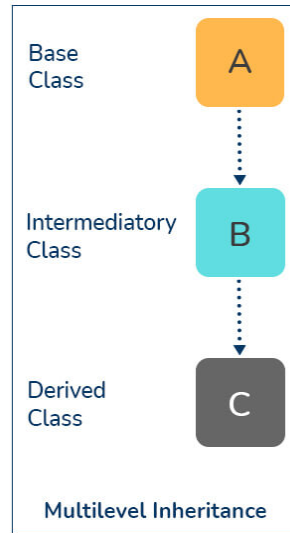 Base
Class
A
Intermediatory
Class
B
Derived
Class
C
Multilevel Inheritance